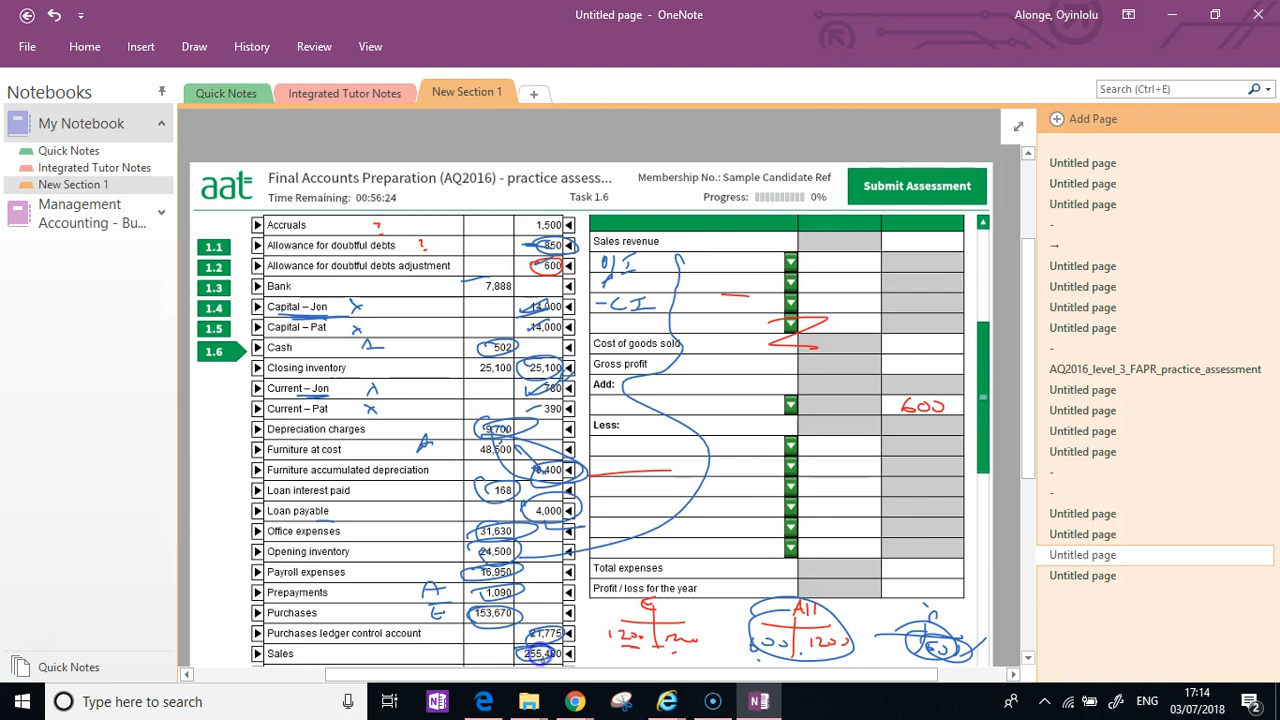 Untitled page - OneNote
Alonge, Oyinlolu
File Home Insert Draw History Review View
Notebooks
Quick Notes
Integrated Tutor Notes
New Section 1
Search (Ctrl+E)
My Notebook
Quick Notes
Integrated Tutor Notes
New Section 1
Management
Accounting - Bu...
Quick Notes
aat
Final Accounts Preparation (AQ2016) - practice assess...
Time Remaining: 00:56:24
Membership No.: Sample Candidate Ref
Task 1.6
Progress: 0%
Submit Assessment
1.1
1.2
1.3
1.4
1.5
1.6
Accruals ? 1,500
Allowance for doubtful debts ? 850
Allowance for doubtful debts adjustment 600
Bank 7,888
Capital – Jon x 14,000
Capital – Pat x 14,000
Cash 502
Closing inventory 25,100 25,100
Current – Jon 780
Current – Pat x 390
Depreciation charges 9,700
Furniture at cost A 48,500
Furniture accumulated depreciation
Loan interest paid 168
Loan payable 4,000
Office expenses 31,630
Opening inventory 24,500
Payroll expenses 16,950
Prepayments A 1,090
Purchases E 153,670
Purchases ledger control account 21,775
Sales
Sales revenue
O/I
P
- C I
Cost of goods sold
Gross profit
Add:
600
Less:
Total expenses
Profit / loss for the year
All
1200
1200
600
Add Page
Untitled page
Untitled page
Untitled page
-
→
Untitled page
Untitled page
Untitled page
Untitled page
-
AQ2016_level_3_FAPR_practice_assessment
Untitled page
Untitled page
Untitled page
Untitled page
-
-
Untitled page
Untitled page
Untitled page
Untitled page
Type here to search
ENG
17:14
03/07/2018
2